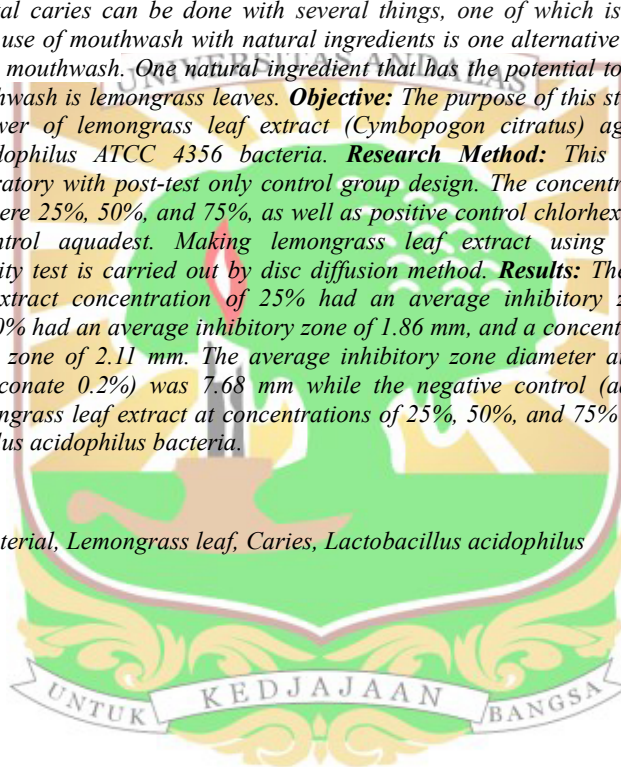 tal caries can be done with several things, one of which is
use of mouthwash with natural ingredients is one alternative
mouthwash. One natural ingredient that has the potential to
UNIVERSITAS ANDALAS
hwash is lemongrass leaves. Objective: The purpose of this st
wer of lemongrass leaf extract (Cymbopogon citratus) ag
dophilus ATCC 4356 bacteria. Research Method: This
ratory with post-test only control group design. The concentr
ere 25%, 50%, and 75%, as well as positive control chlorhex
ntrol aquadest. Making lemongrass leaf extract using
ity test is carried out by disc diffusion method. Results: The
extract concentration of 25% had an average inhibitory z
0% had an average inhibitory zone of 1.86 mm, and a concent
zone of 2.11 mm. The average inhibitory zone diameter a
conate 0.2%) was 7.68 mm while the negative control (a
ngrass leaf extract at concentrations of 25%, 50%, and 75%
lus acidophilus bacteria.
terial, Lemongrass leaf, Caries, Lactobacillus acidophilus
UNTUK KEDJAJAAN BANGSA